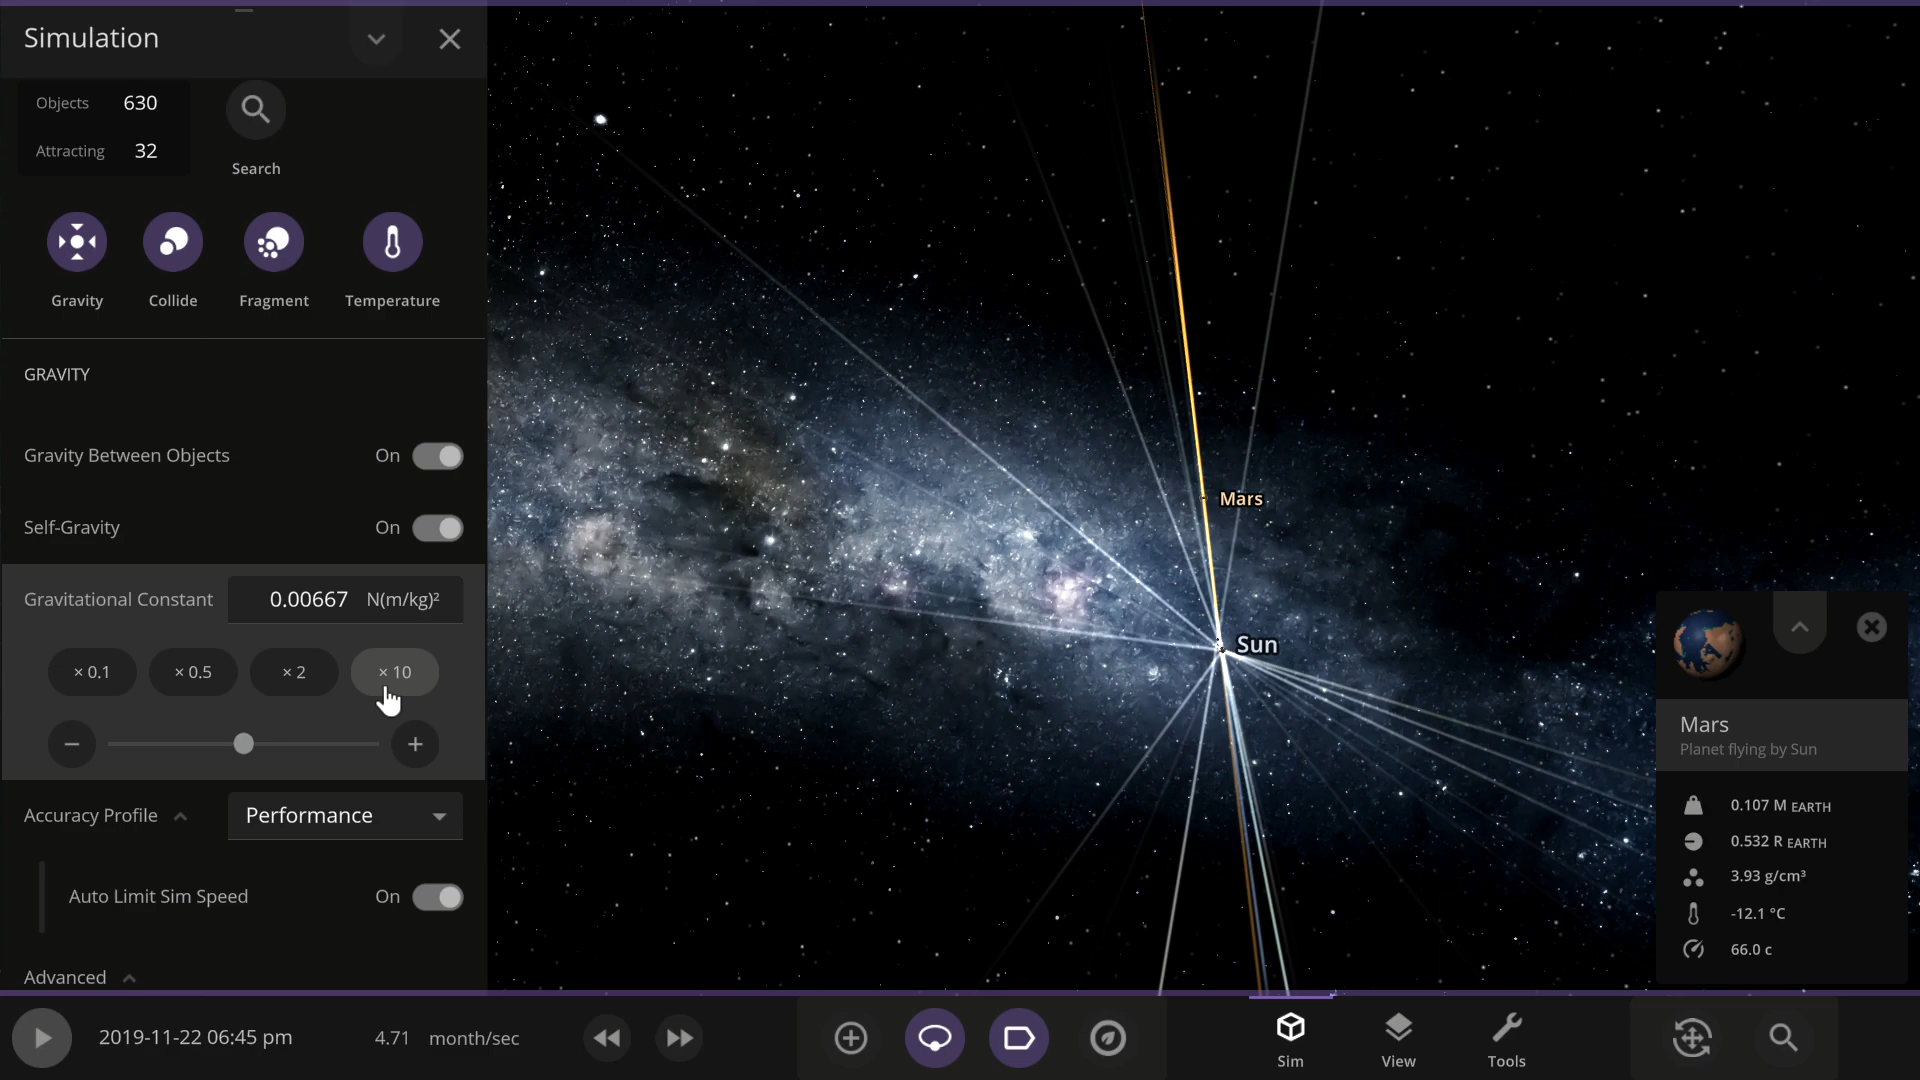 Simulation
Objects 630
Attracting 32
Search
Gravity Collide Fragment Temperature
GRAVITY
Gravity Between Objects On
Self-Gravity On
Gravitational Constant 0.00667 N(m/kg)²
× 0.1 × 0.5 × 2 × 10
Accuracy Profile Performance
Auto Limit Sim Speed On
Advanced
Mars
Sun
Mars
Planet flying by Sun
0.107 M EARTH
0.532 R EARTH
3.93 g/cm³
-12.1 °C
66.0 c
2019-11-22 06:45 pm 4.71 month/sec
Sim View Tools